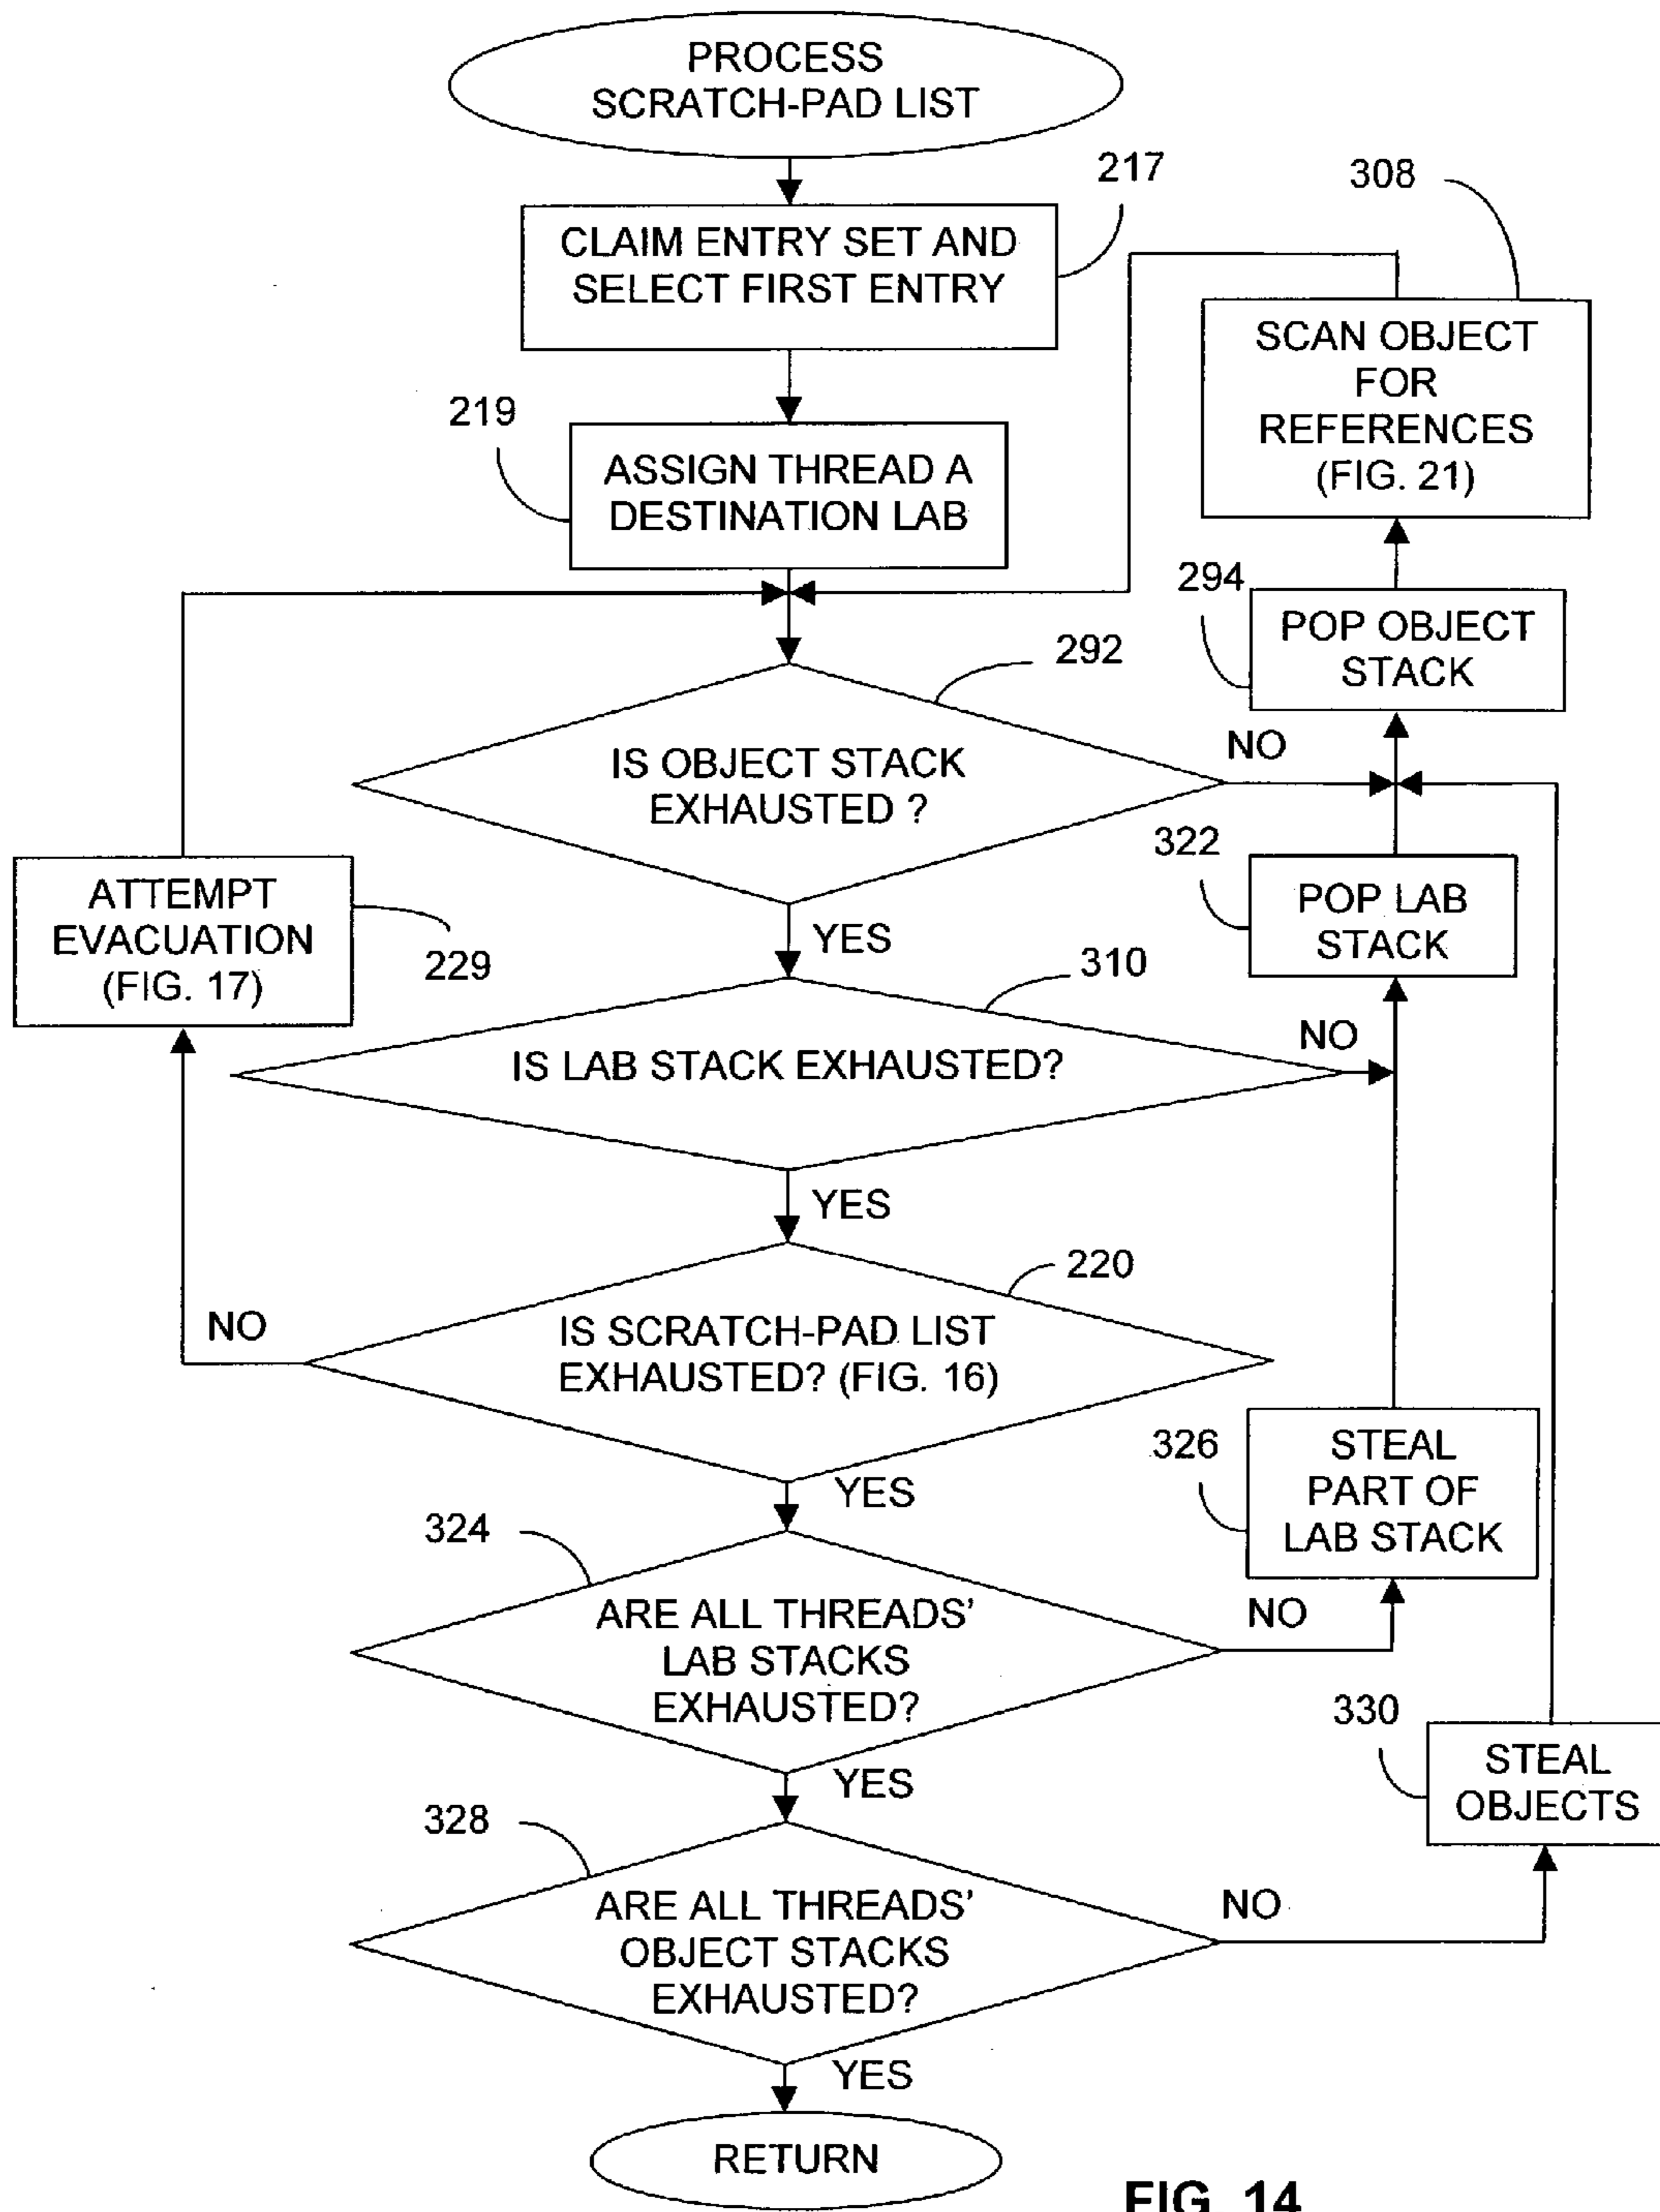 PROCESS
SCRATCH-PAD LIST
217
CLAIM ENTRY SET AND
SELECT FIRST ENTRY
308
SCAN OBJECT
FOR
REFERENCES
(FIG. 21)
219
ASSIGN THREAD A
DESTINATION LAB
294
POP OBJECT
STACK
292
IS OBJECT STACK
EXHAUSTED ?
NO
YES
322
POP LAB
STACK
ATTEMPT
EVACUATION
(FIG. 17)
229
310
IS LAB STACK EXHAUSTED?
NO
YES
220
IS SCRATCH-PAD LIST
EXHAUSTED? (FIG. 16)
NO
YES
326
STEAL
PART OF
LAB STACK
324
ARE ALL THREADS'
LAB STACKS
EXHAUSTED?
NO
YES
330
STEAL
OBJECTS
328
ARE ALL THREADS'
OBJECT STACKS
EXHAUSTED?
NO
YES
RETURN
FIG. 14